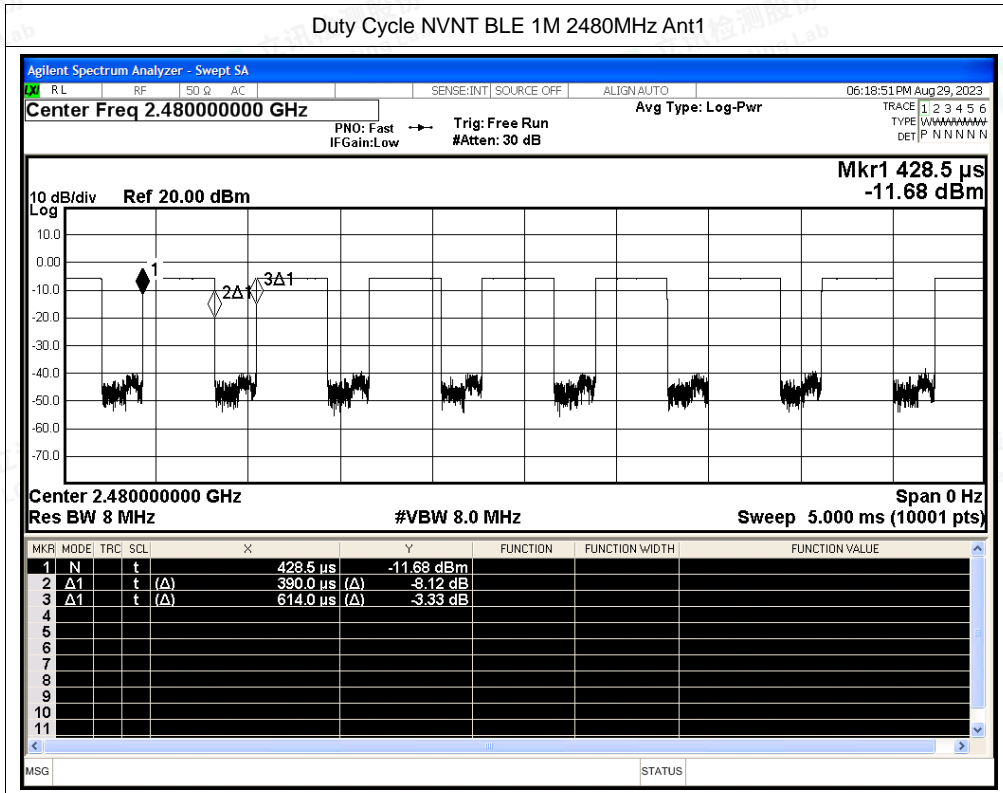 Duty Cycle NVNT BLE 1M 2480MHz Ant1
Agilent Spectrum Analyzer - Swept SA
LXI RL RF 50 Ω AC SENSE:INT SOURCE OFF ALIGN AUTO 06:18:51 PM Aug 29, 2023
Center Freq 2.480000000 GHz Avg Type: Log-Pwr TRACE 1 2 3 4 5 6
PNO: Fast Trig: Free Run TYPE WWWWWW
IFGain:Low #Atten: 30 dB DET P N N N N N
Mkr1 428.5 µs
10 dB/div Ref 20.00 dBm -11.68 dBm
Log
10.0
0.00
1
3Δ1
-10.0
2Δ1
-20.0
-30.0
-40.0
-50.0
-60.0
-70.0
Center 2.480000000 GHz Span 0 Hz
Res BW 8 MHz #VBW 8.0 MHz Sweep 5.000 ms (10001 pts)
MKR MODE TRC SCL X Y FUNCTION FUNCTION WIDTH FUNCTION VALUE
1 N t 428.5 µs -11.68 dBm
2 Δ1 t (Δ) 390.0 µs (Δ) -8.12 dB
3 Δ1 t (Δ) 614.0 µs (Δ) -3.33 dB
4
5
6
7
8
9
10
11
MSG STATUS